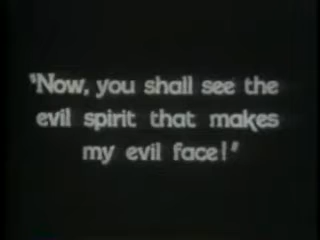 "Now, you shall see the
evil spirit that makes
my evil face!"